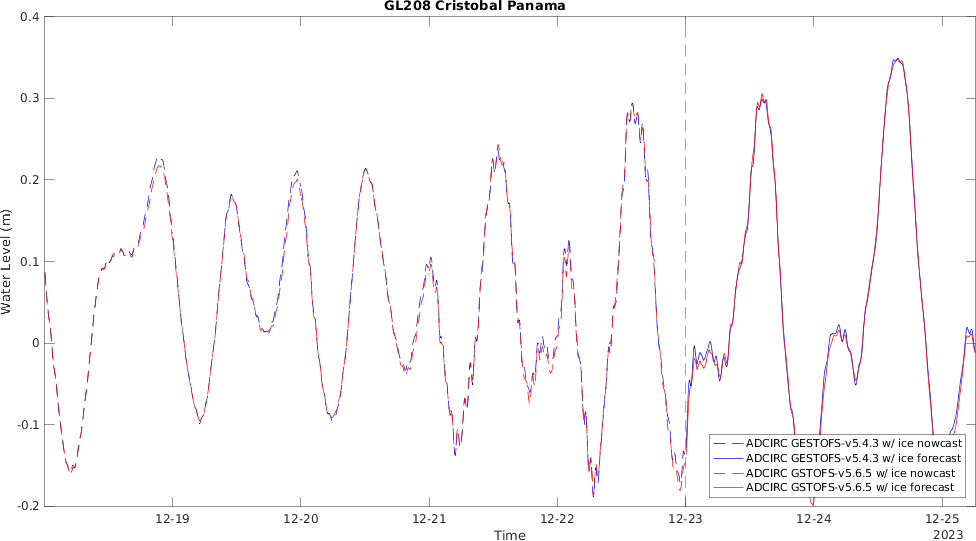 GL208 Cristobal Panama
0.4
0.3
0.2
0.1
0
-0.1
-0.2
Water Level (m)
ADCIRC GESTOFS-v5.4.3 w/ ice nowcast
ADCIRC GESTOFS-v5.4.3 w/ ice forecast
ADCIRC GSTOFS-v5.6.5 w/ ice nowcast
ADCIRC GSTOFS-v5.6.5 w/ ice forecast
12-19 12-20 12-21 12-22 12-23 12-24 12-25
Time
2023